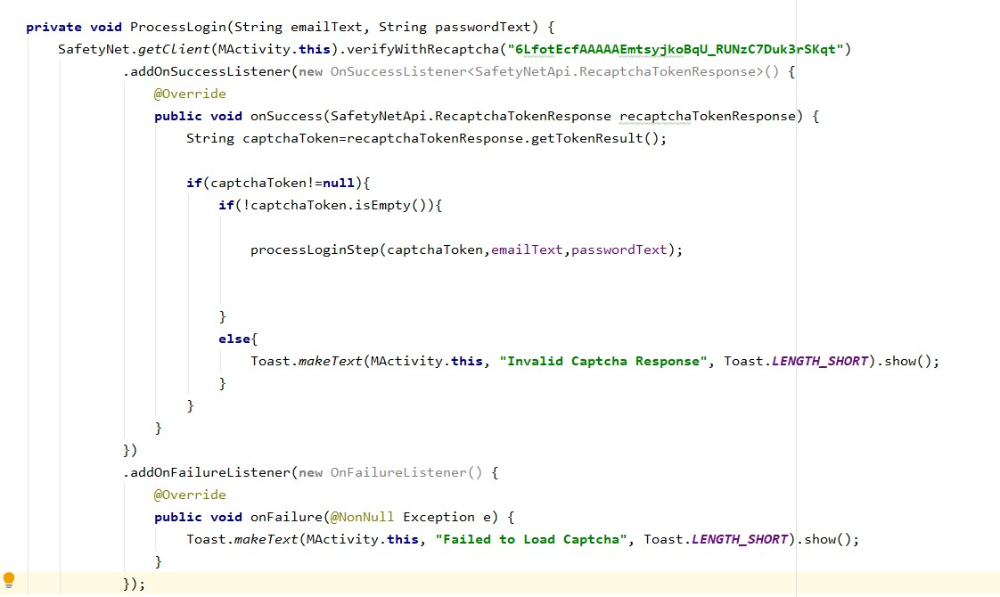 private void ProcessLogin(String emailText, String passwordText) {
SafetyNet.getClient(MActivity.this).verifyWithRecaptcha("6LfotEcfAAAAAEmtsyjkoBqU_RUNzC7Duk3rSKqt")
.addOnSuccessListener(new OnSuccessListener<SafetyNetApi.RecaptchaTokenResponse>() {
@Override
public void onSuccess(SafetyNetApi.RecaptchaTokenResponse recaptchaTokenResponse) {
String captchaToken=recaptchaTokenResponse.getTokenResult();
if(captchaToken!=null){
if(!captchaToken.isEmpty()){
processLoginStep(captchaToken,emailText,passwordText);
}
else{
Toast.makeText(MActivity.this, "Invalid Captcha Response", Toast.LENGTH_SHORT).show();
}
}
}
})
.addOnFailureListener(new OnFailureListener() {
@Override
public void onFailure(@NonNull Exception e) {
Toast.makeText(MActivity.this, "Failed to Load Captcha", Toast.LENGTH_SHORT).show();
}
});